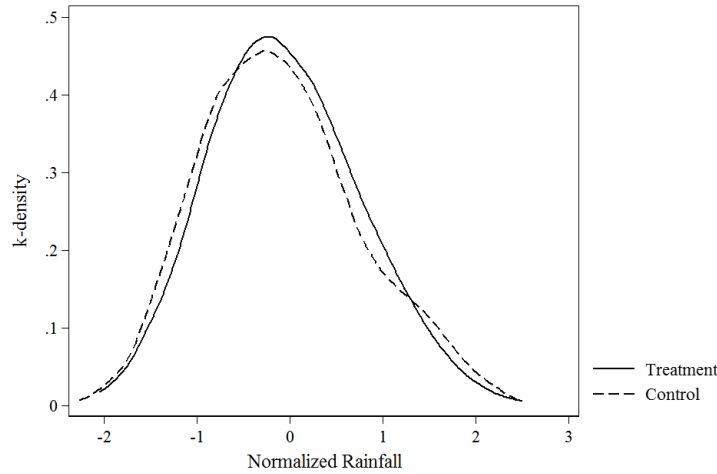 .5
.4
.3
.2
.1
0
k-density
-2 -1 0 1 2 3
Normalized Rainfall
Treatment
Control